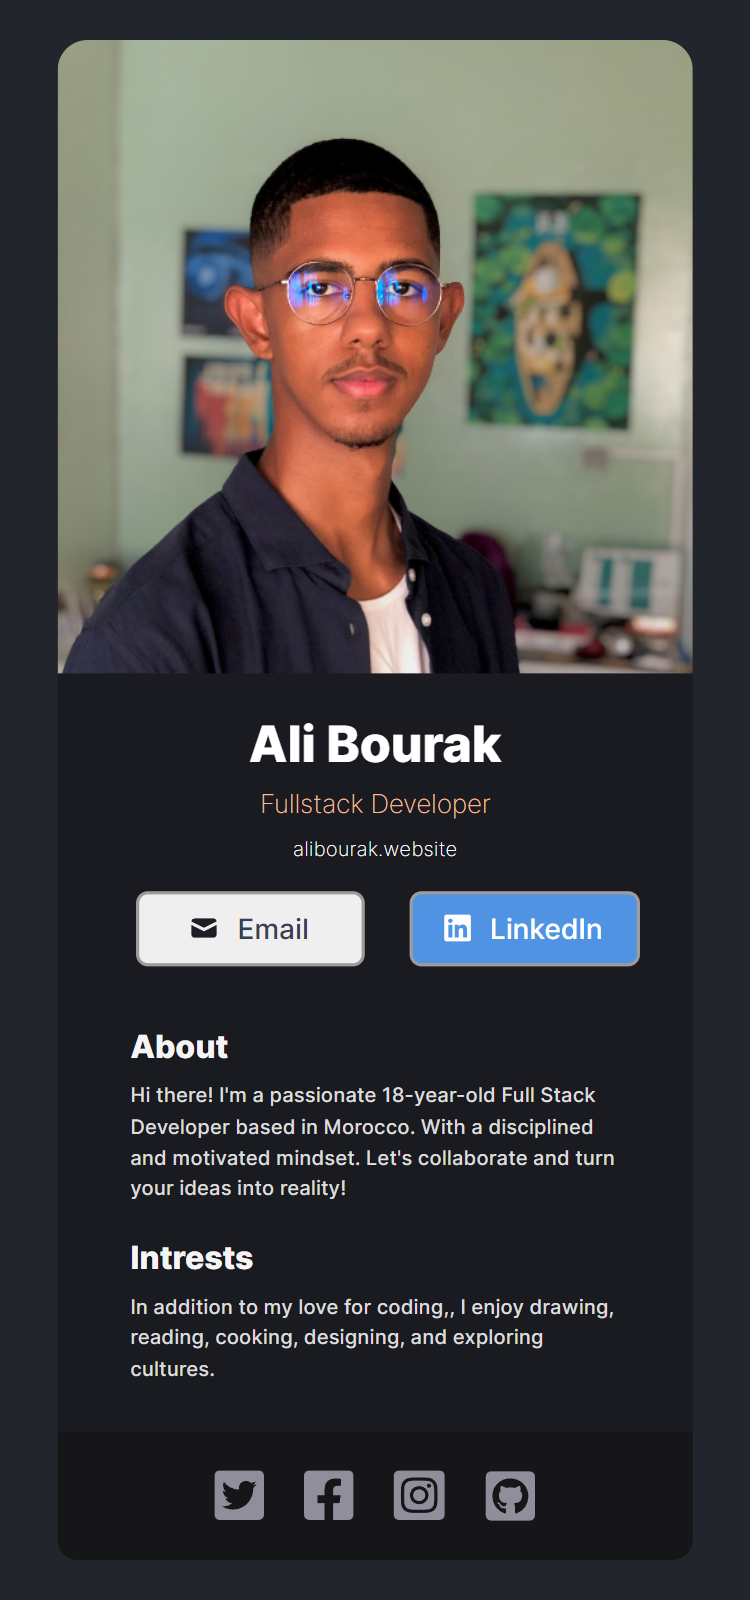 Ali Bourak
Fullstack Developer
alibourak.website
Email
LinkedIn
About
Hi there! I'm a passionate 18-year-old Full Stack
Developer based in Morocco. With a disciplined
and motivated mindset. Let's collaborate and turn
your ideas into reality!
Intrests
In addition to my love for coding,, I enjoy drawing,
reading, cooking, designing, and exploring
cultures.